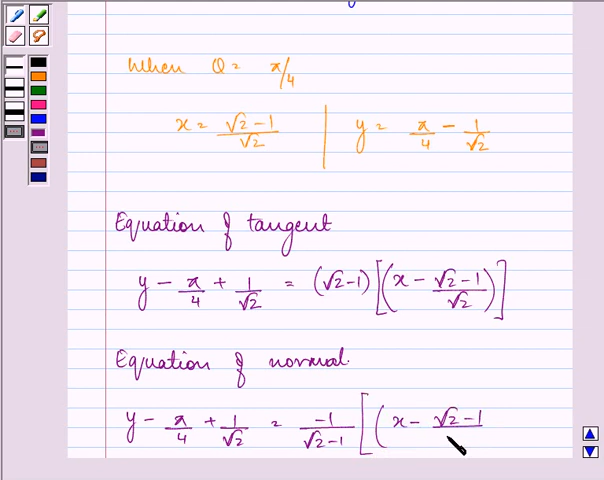 When θ = π/4
x = √2 - 1 / √2 | y = π/4 - 1/√2
Equation of tangent
y - π/4 + 1/√2 = (√2-1) [(x - √2-1 / √2)]
Equation of normal.
y - π/4 + 1/√2 = -1/√2-1 [(x - √2-1